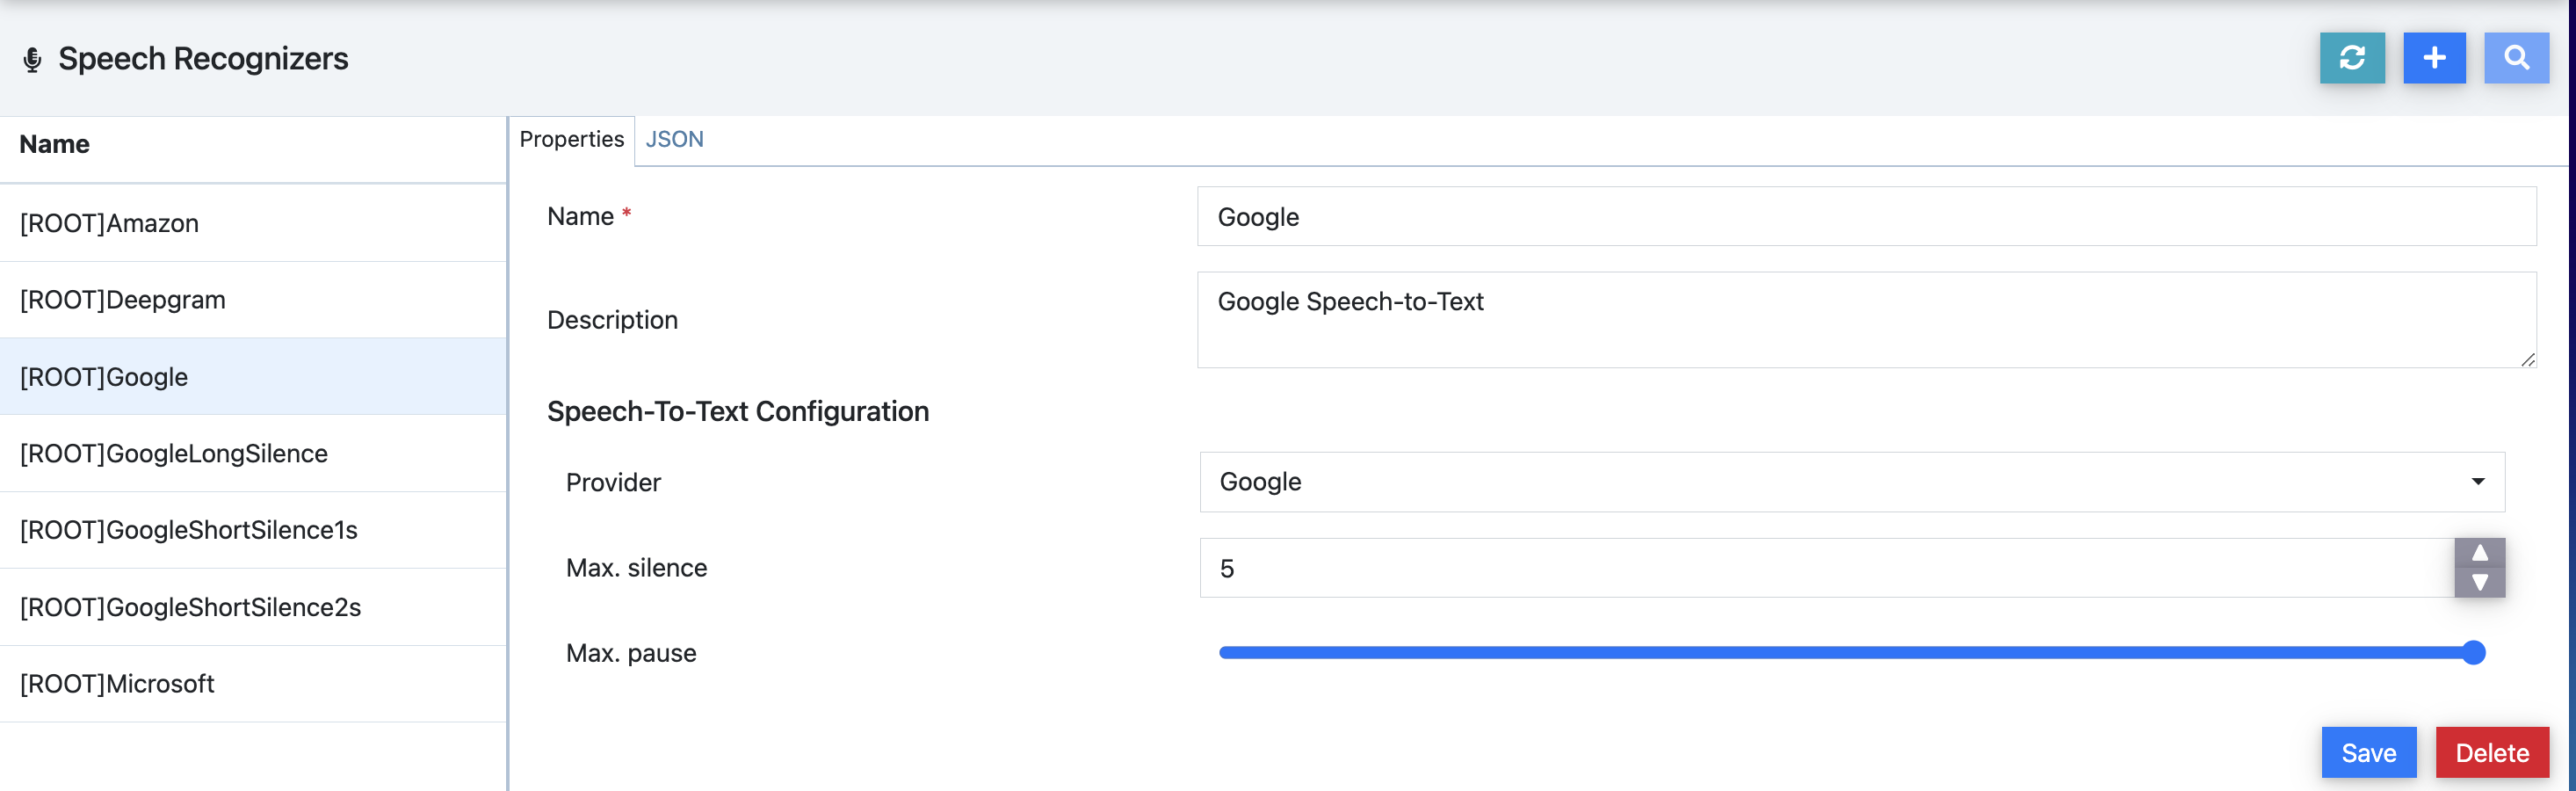 Speech Recognizers
Name
[ROOT]Amazon
[ROOT]Deepgram
[ROOT]Google
[ROOT]GoogleLongSilence
[ROOT]GoogleShortSilence1s
[ROOT]GoogleShortSilence2s
[ROOT]Microsoft
Properties JSON
Name * Google
Description Google Speech-to-Text
Speech-To-Text Configuration
Provider Google
Max. silence 5
Max. pause
Save Delete